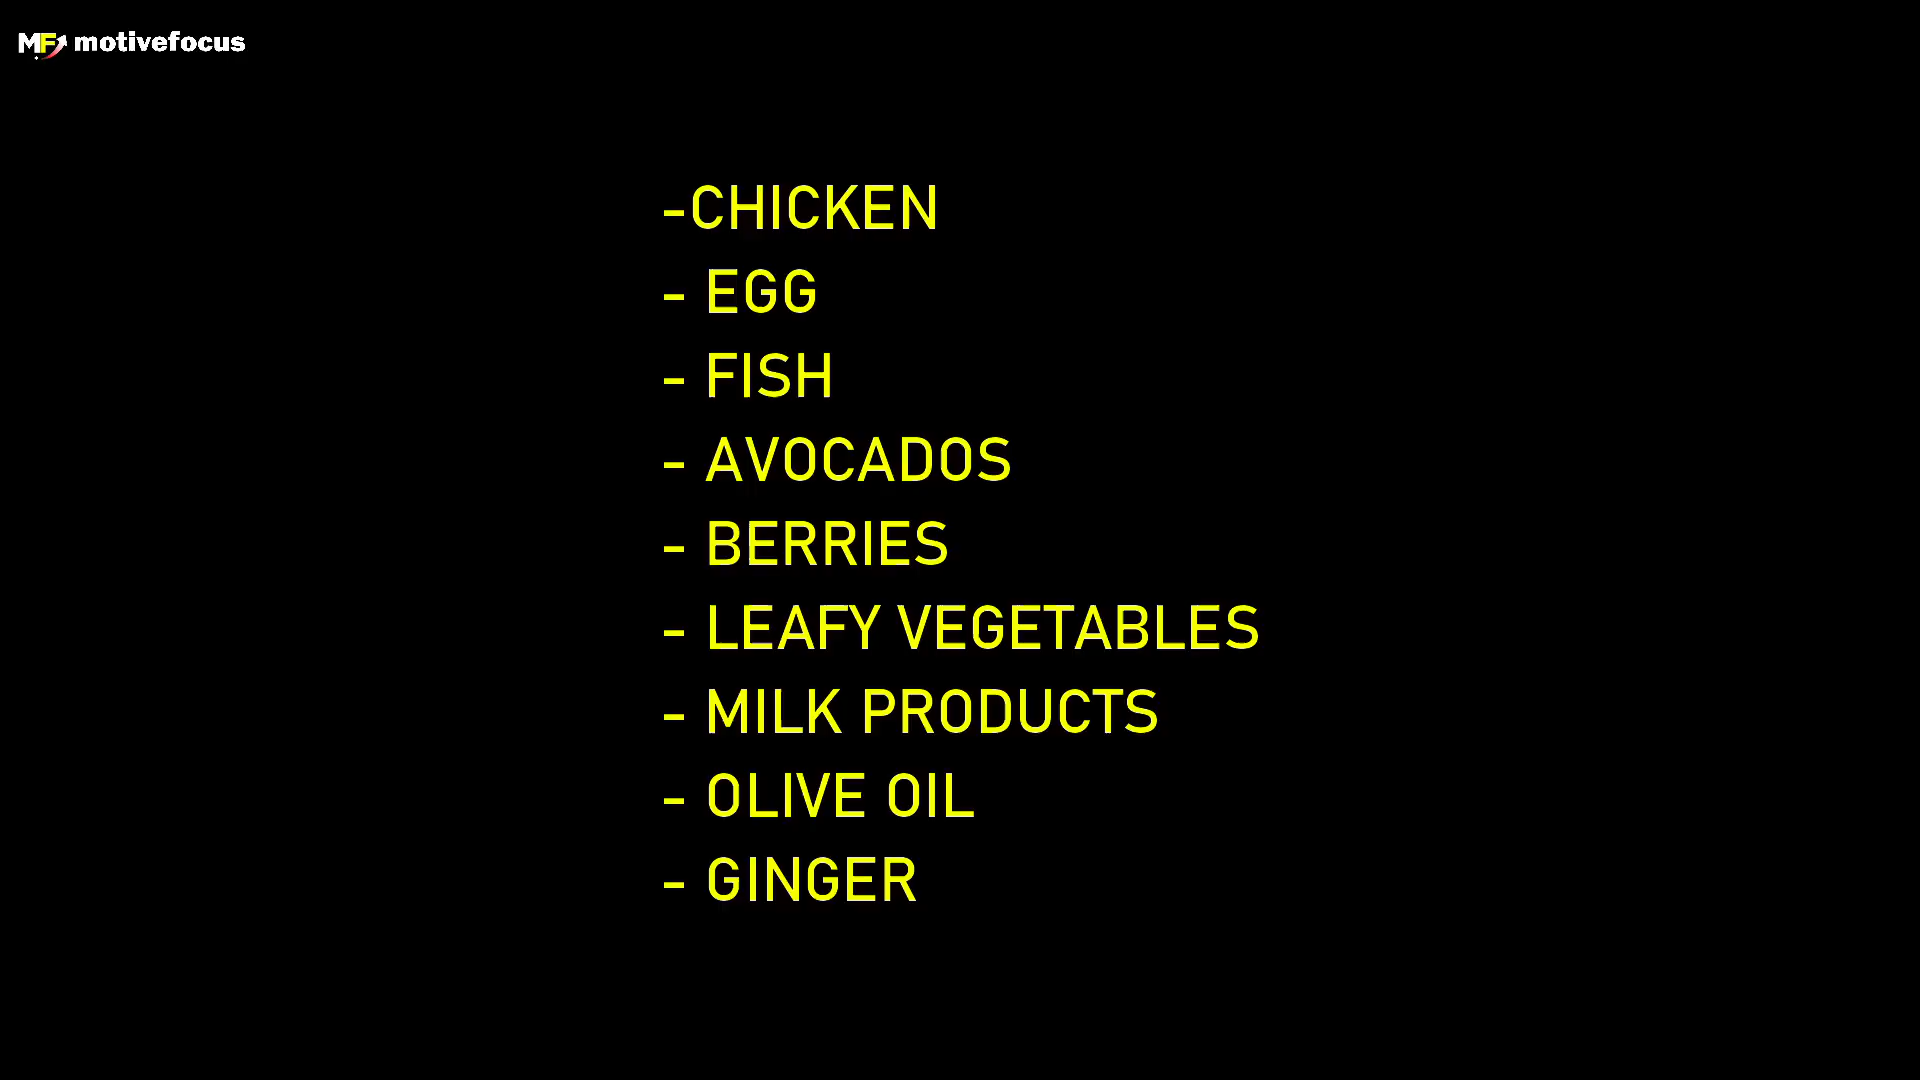 MF motivefocus
-CHICKEN
- EGG
- FISH
- AVOCADOS
- BERRIES
- LEAFY VEGETABLES
- MILK PRODUCTS
- OLIVE OIL
- GINGER